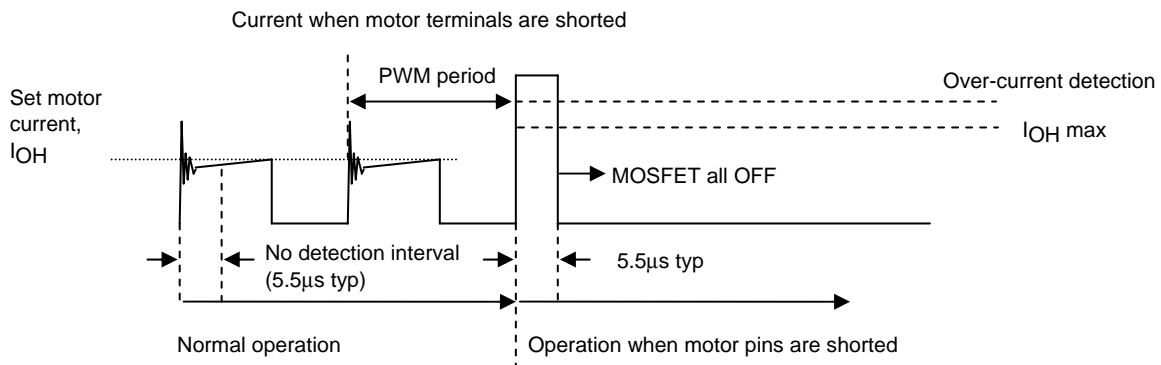 Current when motor terminals are shorted
PWM period
Over-current detection
Set motor
current,
IOH
IOH max
MOSFET all OFF
No detection interval
(5.5μs typ)
5.5μs typ
Normal operation
Operation when motor pins are shorted